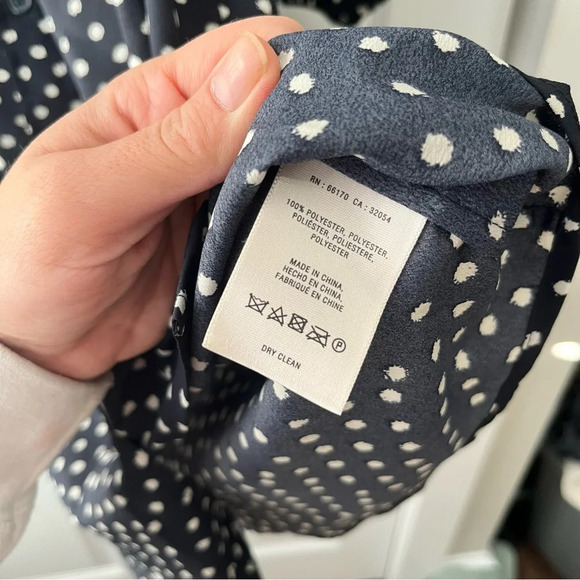 RN : 66170 CA : 32054
100% POLYESTER, POLYESTER,
POLIÉSTER, POLIESTERE,
POLYESTER
MADE IN CHINA,
HECHO EN CHINA,
FABRIQUÉ EN CHINE
P
DRY CLEAN